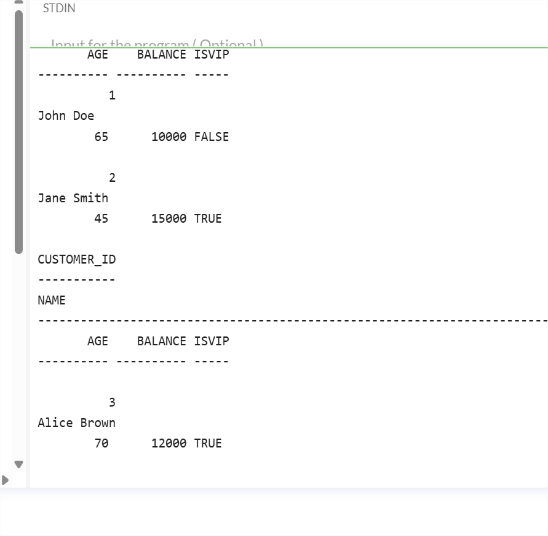 STDIN
Input for the program ( Optional )
AGE    BALANCE ISVIP
---------- ---------- -----
1
John Doe
65      10000 FALSE
2
Jane Smith
45      15000 TRUE
CUSTOMER_ID
-----------
NAME
--------------------------------------------------------------------------------
AGE    BALANCE ISVIP
---------- ---------- -----
3
Alice Brown
70      12000 TRUE